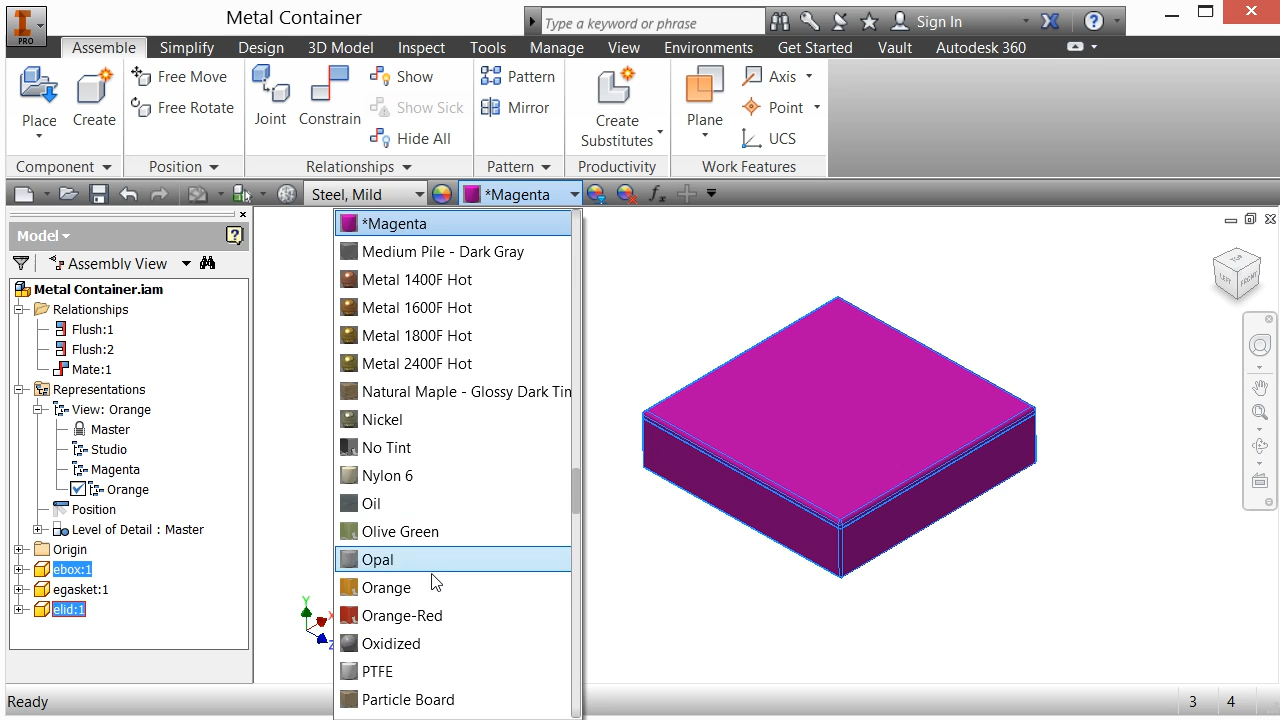 PRO
Metal Container
Type a keyword or phrase
Sign In
Assemble Simplify Design 3D Model Inspect Tools Manage View Environments Get Started Vault Autodesk 360
Place
Create
Free Move
Free Rotate
Joint
Constrain
Show
Show Sick
Hide All
Pattern
Mirror
Create
Substitutes
Plane
Axis
Point
UCS
Component
Position
Relationships
Pattern
Productivity
Work Features
Steel, Mild
*Magenta
Model
Assembly View
Metal Container.iam
Relationships
Flush:1
Flush:2
Mate:1
Representations
View: Orange
Master
Studio
Magenta
Orange
Position
Level of Detail : Master
Origin
ebox:1
egasket:1
elid:1
*Magenta
Medium Pile - Dark Gray
Metal 1400F Hot
Metal 1600F Hot
Metal 1800F Hot
Metal 2400F Hot
Natural Maple - Glossy Dark Tin
Nickel
No Tint
Nylon 6
Oil
Olive Green
Opal
Orange
Orange-Red
Oxidized
PTFE
Particle Board
Y
X
Z
Ready
3 4